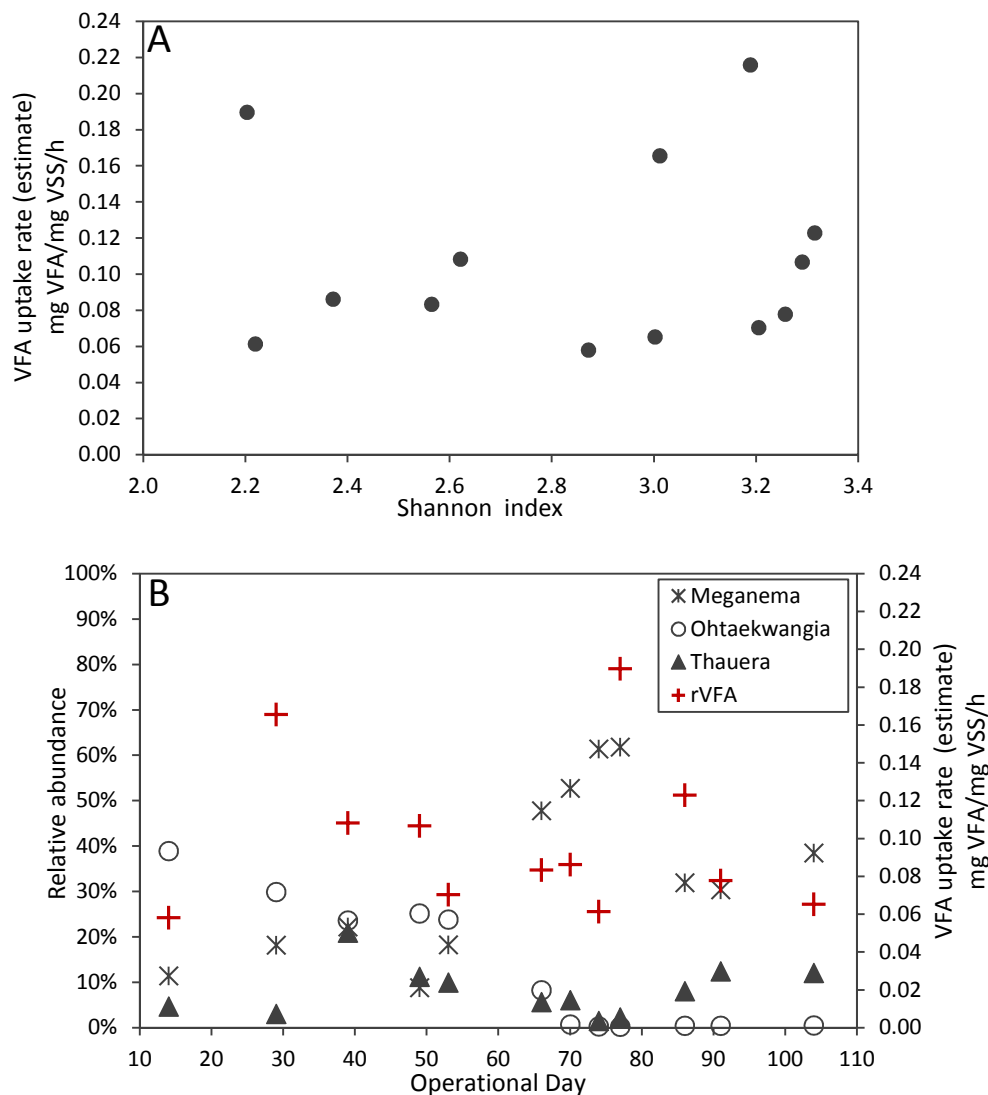 A
VFA uptake rate (estimate)
mg VFA/mg VSS/h
0.24
0.22
0.20
0.18
0.16
0.14
0.12
0.10
0.08
0.06
0.04
0.02
0.00
2.0 2.2 2.4 2.6 2.8 3.0 3.2 3.4
Shannon index
B
Relative abundance
100%
90%
80%
70%
60%
50%
40%
30%
20%
10%
0%
Meganema
Ohtaekwangia
Thauera
rVFA
0.24
0.22
0.20
0.18
0.16
0.14
0.12
0.10
0.08
0.06
0.04
0.02
0.00
VFA uptake rate (estimate)
mg VFA/mg VSS/h
10 20 30 40 50 60 70 80 90 100 110
Operational Day